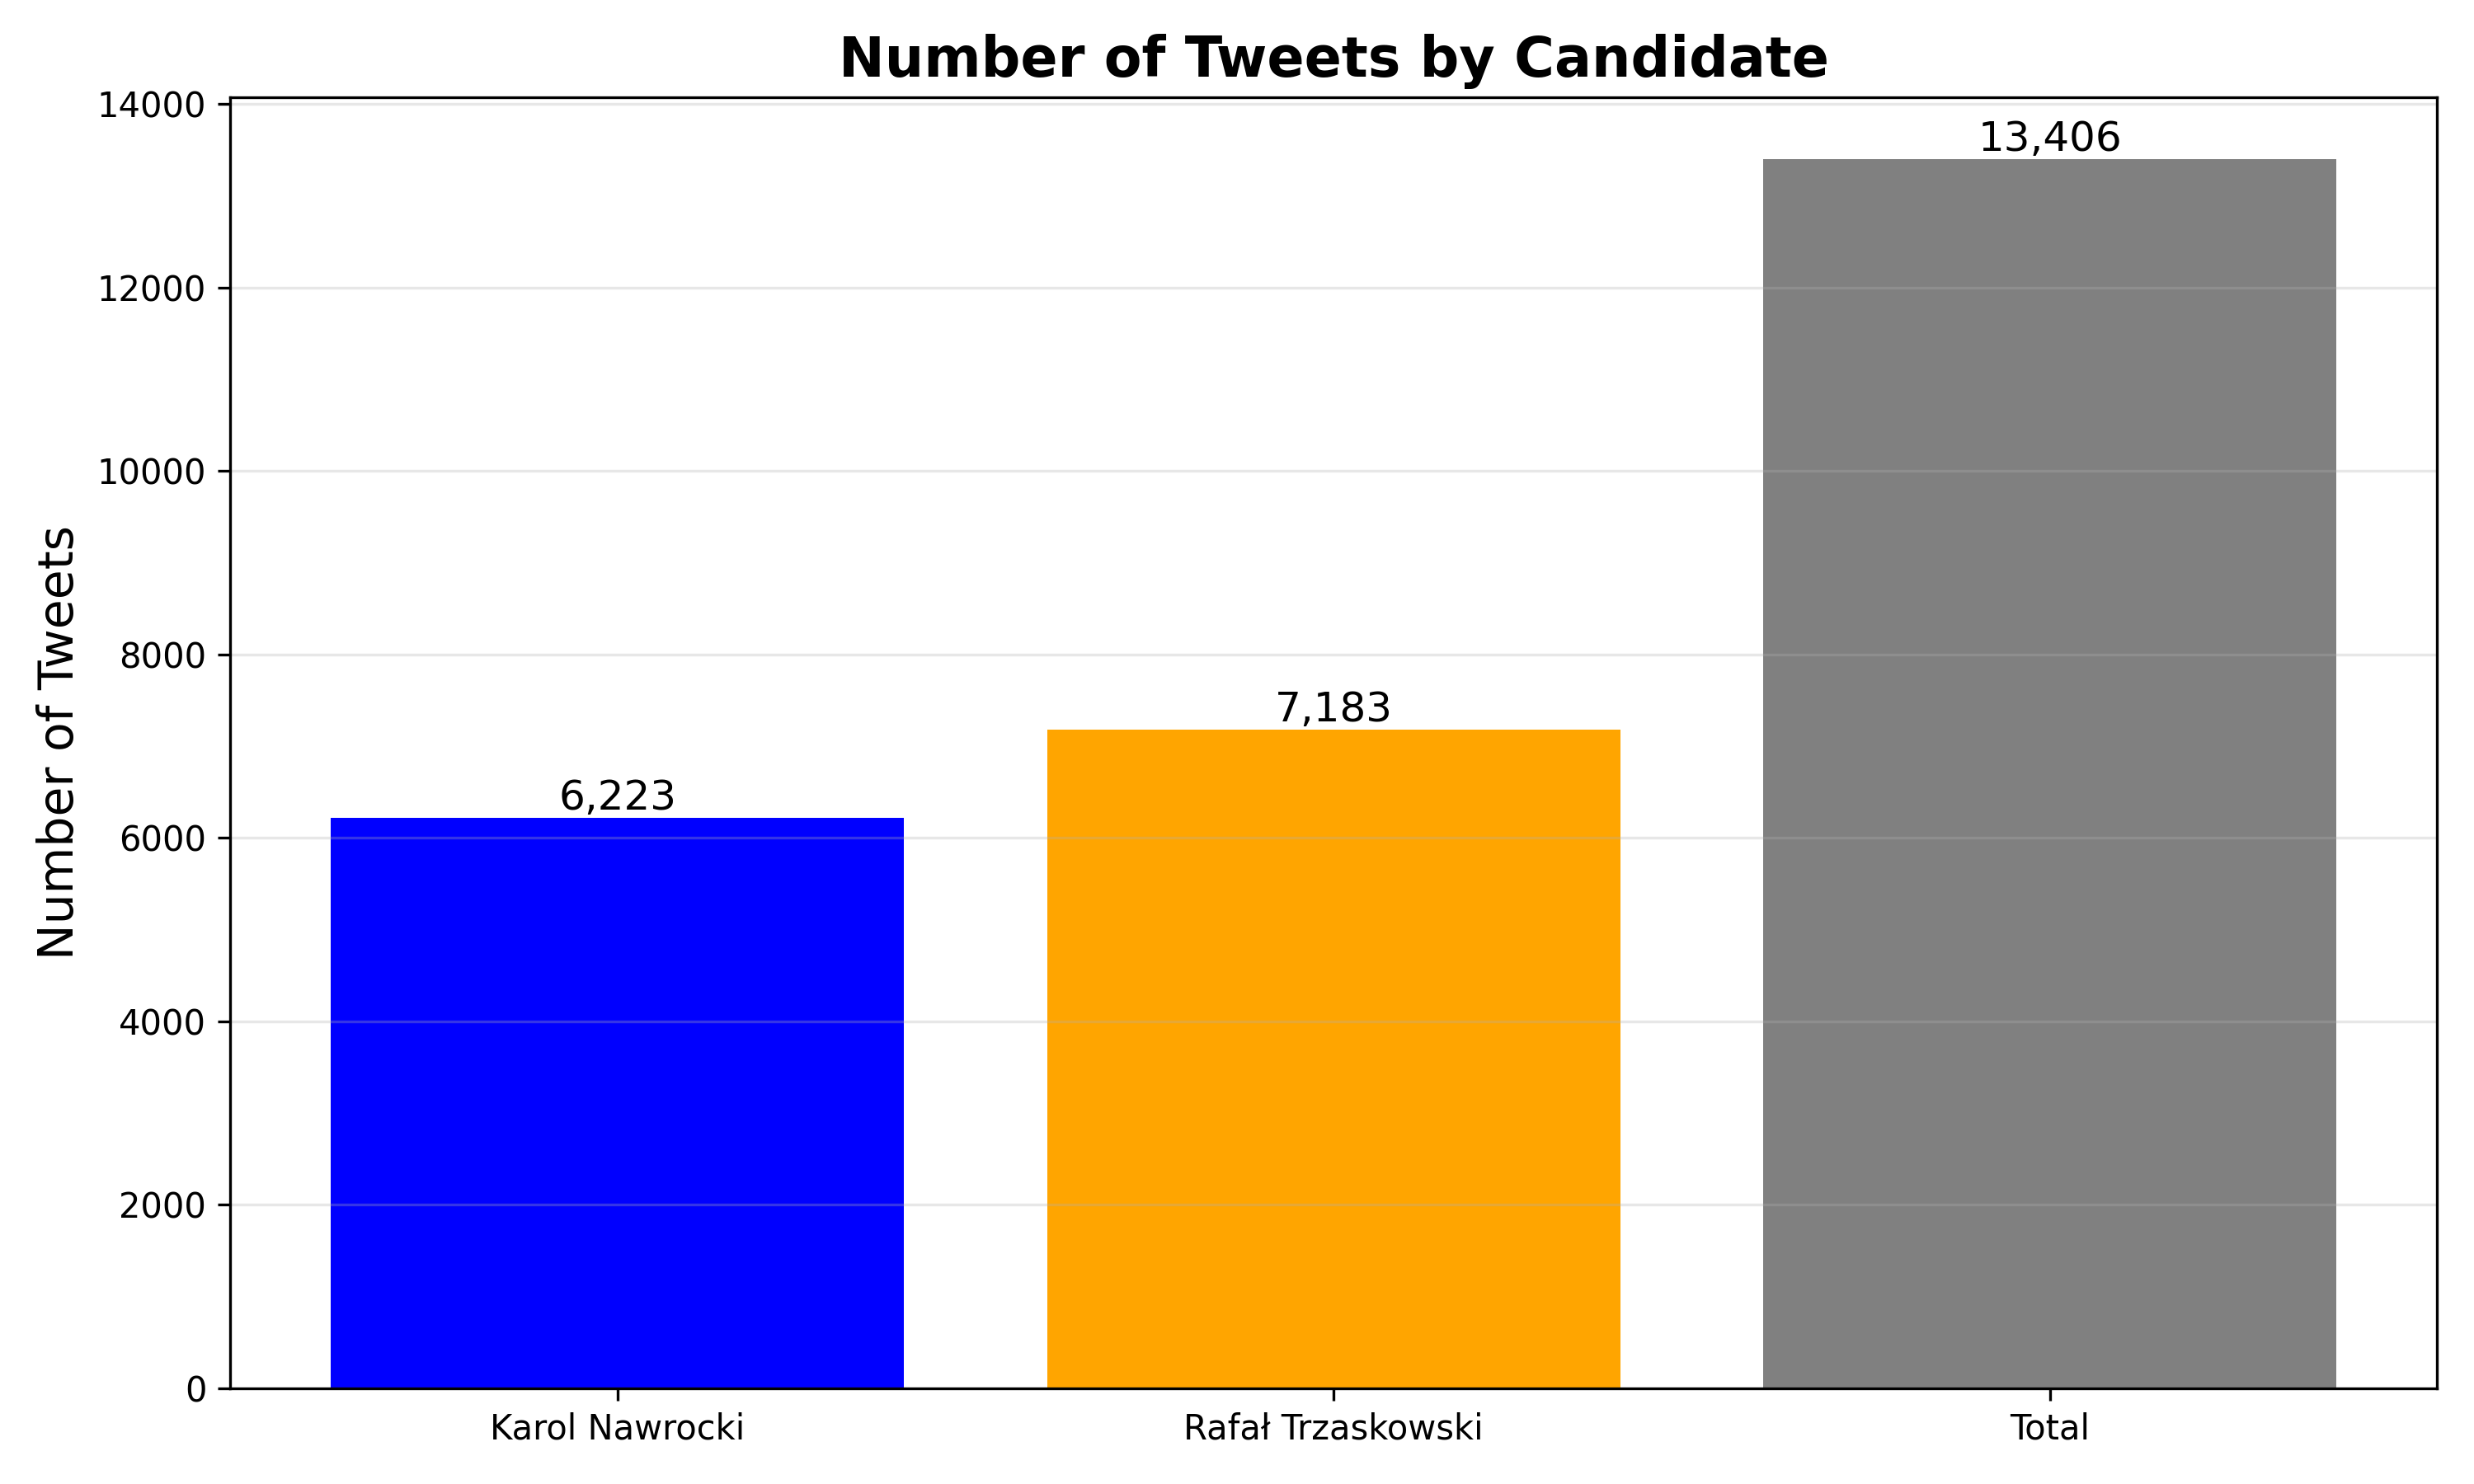 Number of Tweets by Candidate
Number of Tweets
14000
12000
10000
8000
6000
4000
2000
0
6,223
7,183
13,406
Karol Nawrocki
Rafał Trzaskowski
Total